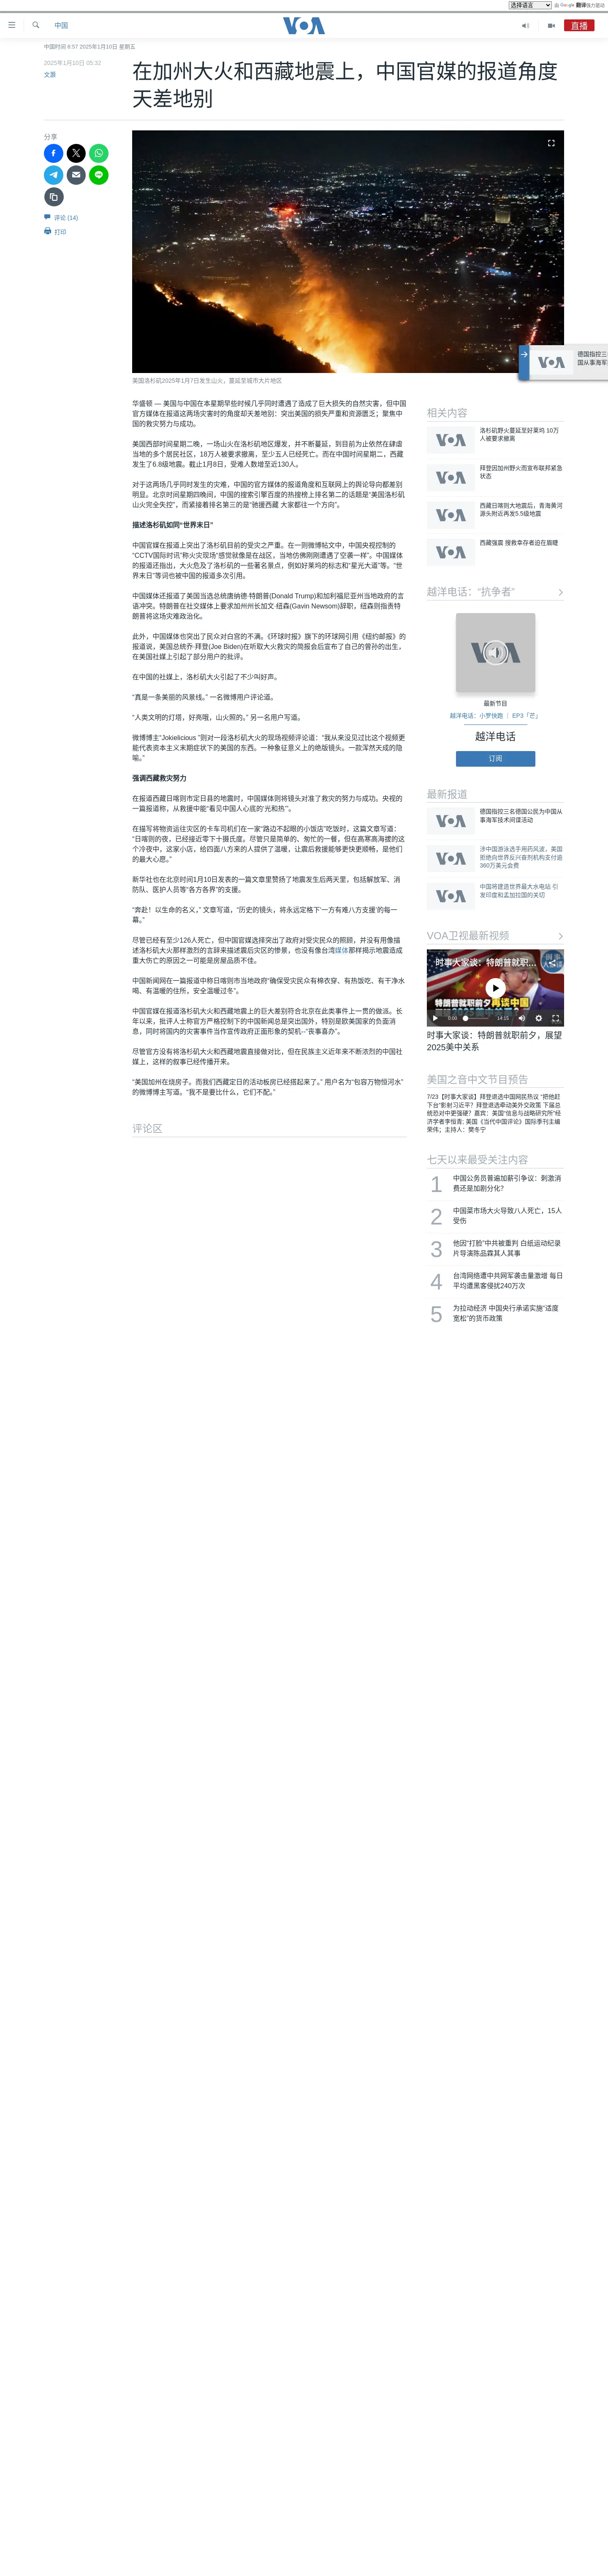 选择语言 由 Google 翻译强力驱动
中国
VOA
直播
中国时间 8:57 2025年1月10日 星期五
2025年1月10日 05:32
文灏
在加州大火和西藏地震上，中国官媒的报道角度
天差地别
分享
评论 (14)
打印
美国洛杉矶2025年1月7日发生山火，蔓延至城市大片地区
华盛顿 — 美国与中国在本星期早些时候几乎同时遭遇了造成了巨大损失的自然灾害，但中国
官方媒体在报道这两场灾害时的角度却天差地别：突出美国的损失严重和资源匮乏；聚焦中
国的救灾努力与成功。
美国西部时间星期二晚，一场山火在洛杉矶地区爆发，并不断蔓延，到目前为止依然在肆虐
当地的多个居民社区，18万人被要求撤离，至少五人已经死亡。而在中国时间星期二，西藏
发生了6.8级地震。截止1月8日，受难人数增至近130人。
对于这两场几乎同时发生的灾难，中国的官方媒体的报道角度和互联网上的舆论导向都差别
明显。北京时间星期四晚间，中国的搜索引擎百度的热搜榜上排名第二的话题是“美国洛杉矶
山火完全失控”，而紧接着排名第三的是“驰援西藏 大家都往一个方向”。
描述洛杉矶如同“世界末日”
中国官媒在报道上突出了洛杉矶目前的受灾之严重。在一则微博帖文中，中国央视控制的
“CCTV国际时讯”称火灾现场“感觉就像是在战区，当地仿佛刚刚遭遇了空袭一样”。中国媒体
的报道还指出，大火危及了洛杉矶的一些著名景点，例如好莱坞的标志和“星光大道”等。“世
界末日”等词也被中国的报道多次引用。
中国媒体还报道了美国当选总统唐纳德·特朗普(Donald Trump)和加利福尼亚州当地政府的言
语冲突。特朗普在社交媒体上要求加州州长加文·纽森(Gavin Newsom)辞职，纽森则指责特
朗普将这场灾难政治化。
此外，中国媒体也突出了民众对白宫的不满。《环球时报》旗下的环球网引用《纽约邮报》的
报道说，美国总统乔·拜登(Joe Biden)在听取大火救灾的简报会后宣布了自己的曾孙的出生，
在美国社媒上引起了部分用户的批评。
在中国的社媒上，洛杉矶大火引起了不少叫好声。
“真是一条美丽的风景线。” 一名微博用户评论道。
“人类文明的灯塔，好亮哦，山火照的。” 另一名用户写道。
微博博主“Jokielicious ”则对一段洛杉矶大火的现场视频评论道：“我从来没见过比这个视频更
能代表资本主义末期症状下的美国的东西。一种象征意义上的绝版镜头。一款浑然天成的隐
喻。”
强调西藏救灾努力
在报道西藏日喀则市定日县的地震时，中国媒体则将镜头对准了救灾的努力与成功。央视的
一篇报道称，从救援中能“看见中国人心底的‘光和热’”。
在描写将物资运往灾区的卡车司机们在一家“路边不起眼的小饭店”吃饭时，这篇文章写道：
“日喀则的夜，已经接近零下十摄氏度。尽管只是简单的、匆忙的一餐，但在高寒高海拔的这
个冷夜中，这家小店，给四面八方来的人提供了温暖，让震后救援能够更快更顺畅，是他们
的最大心愿。”
新华社也在北京时间1月10日发表的一篇文章里赞扬了地震发生后两天里，包括解放军、消
防队、医护人员等“各方各界”的支援。
“奔赴！以生命的名义，” 文章写道，“历史的镜头，将永远定格下‘一方有难八方支援’的每一
幕。”
尽管已经有至少126人死亡，但中国官媒选择突出了政府对受灾民众的照顾，并没有用像描
述洛杉矶大火那样激烈的言辞来描述震后灾区的惨景，也没有像台湾媒体那样揭示地震造成
重大伤亡的原因之一可能是房屋品质不佳。
中国新闻网在一篇报道中称日喀则市当地政府“确保受灾民众有棉衣穿、有热饭吃、有干净水
喝、有温暖的住所，安全温暖过冬”。
中国官媒在报道洛杉矶大火和西藏地震上的巨大差别符合北京在此类事件上一贯的做法。长
年以来，批评人士称官方严格控制下的中国新闻总是突出国外，特别是欧美国家的负面消
息，同时将国内的灾害事件当作宣传政府正面形象的契机--“丧事喜办”。
尽管官方没有将洛杉矶大火和西藏地震直接做对比，但在民族主义近年来不断浓烈的中国社
媒上，这样的叙事已经传播开来。
“美国加州在烧房子。而我们西藏定日的活动板房已经搭起来了。” 用户名为“包容万物恒河水”
的微博博主写道。“我不是要比什么，它们不配。”
评论区
德国指控三
国从事海军
相关内容
洛杉矶野火蔓延至好莱坞 10万
人被要求撤离
拜登因加州野火而宣布联邦紧急
状态
西藏日喀则大地震后，青海黄河
源头附近再发5.5级地震
西藏强震 搜救幸存者迫在眉睫
越洋电话：“抗争者”
最新节目
越洋电话：小罗快跑 ｜ EP3「芒」
越洋电话
订阅
最新报道
德国指控三名德国公民为中国从
事海军技术间谍活动
涉中国游泳选手用药风波，美国
拒绝向世界反兴奋剂机构支付逾
360万美元会费
中国将建造世界最大水电站 引
发印度和孟加拉国的关切
VOA卫视最新视频
时事大家谈：特朗普就职...
特朗普就职前夕再谈中国
0:00 14:15
时事大家谈：特朗普就职前夕，展望
2025美中关系
美国之音中文节目预告
7/23【时事大家谈】拜登退选中国网民热议 “把他赶
下台”影射习近平？拜登退选牵动美外交政策 下届总
统恐对中更强硬？嘉宾：美国“信息与战略研究所”经
济学者李恒青; 美国《当代中国评论》国际季刊主编
荣伟；主持人：樊冬宁
七天以来最受关注内容
1 中国公务员普遍加薪引争议：刺激消
费还是加剧分化？
2 中国菜市场大火导致八人死亡，15人
受伤
3 他因“打脸”中共被重判 白纸运动纪录
片导演陈品霖其人其事
4 台湾网络遭中共网军袭击量激增 每日
平均遭黑客侵扰240万次
5 为拉动经济 中国央行承诺实施“适度
宽松”的货币政策